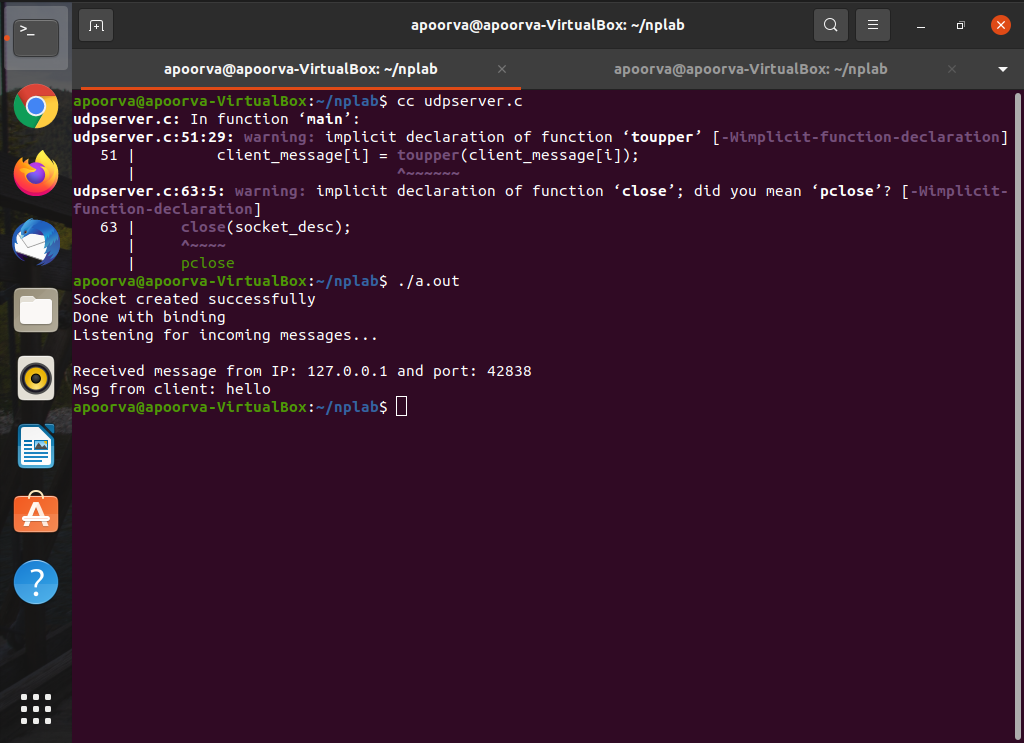 apoorva@apoorva-VirtualBox: ~/nplab
apoorva@apoorva-VirtualBox: ~/nplab
apoorva@apoorva-VirtualBox: ~/nplab
apoorva@apoorva-VirtualBox:~/nplab$ cc udpserver.c
udpserver.c: In function ‘main’:
udpserver.c:51:29: warning: implicit declaration of function ‘toupper’ [-Wimplicit-function-declaration]
   51 |         client_message[i] = toupper(client_message[i]);
      |                             ^~~~~~~
udpserver.c:63:5: warning: implicit declaration of function ‘close’; did you mean ‘pclose’? [-Wimplicit-
function-declaration]
   63 |     close(socket_desc);
      |     ^~~~~
      |     pclose
apoorva@apoorva-VirtualBox:~/nplab$ ./a.out
Socket created successfully
Done with binding
Listening for incoming messages...
Received message from IP: 127.0.0.1 and port: 42838
Msg from client: hello
apoorva@apoorva-VirtualBox:~/nplab$